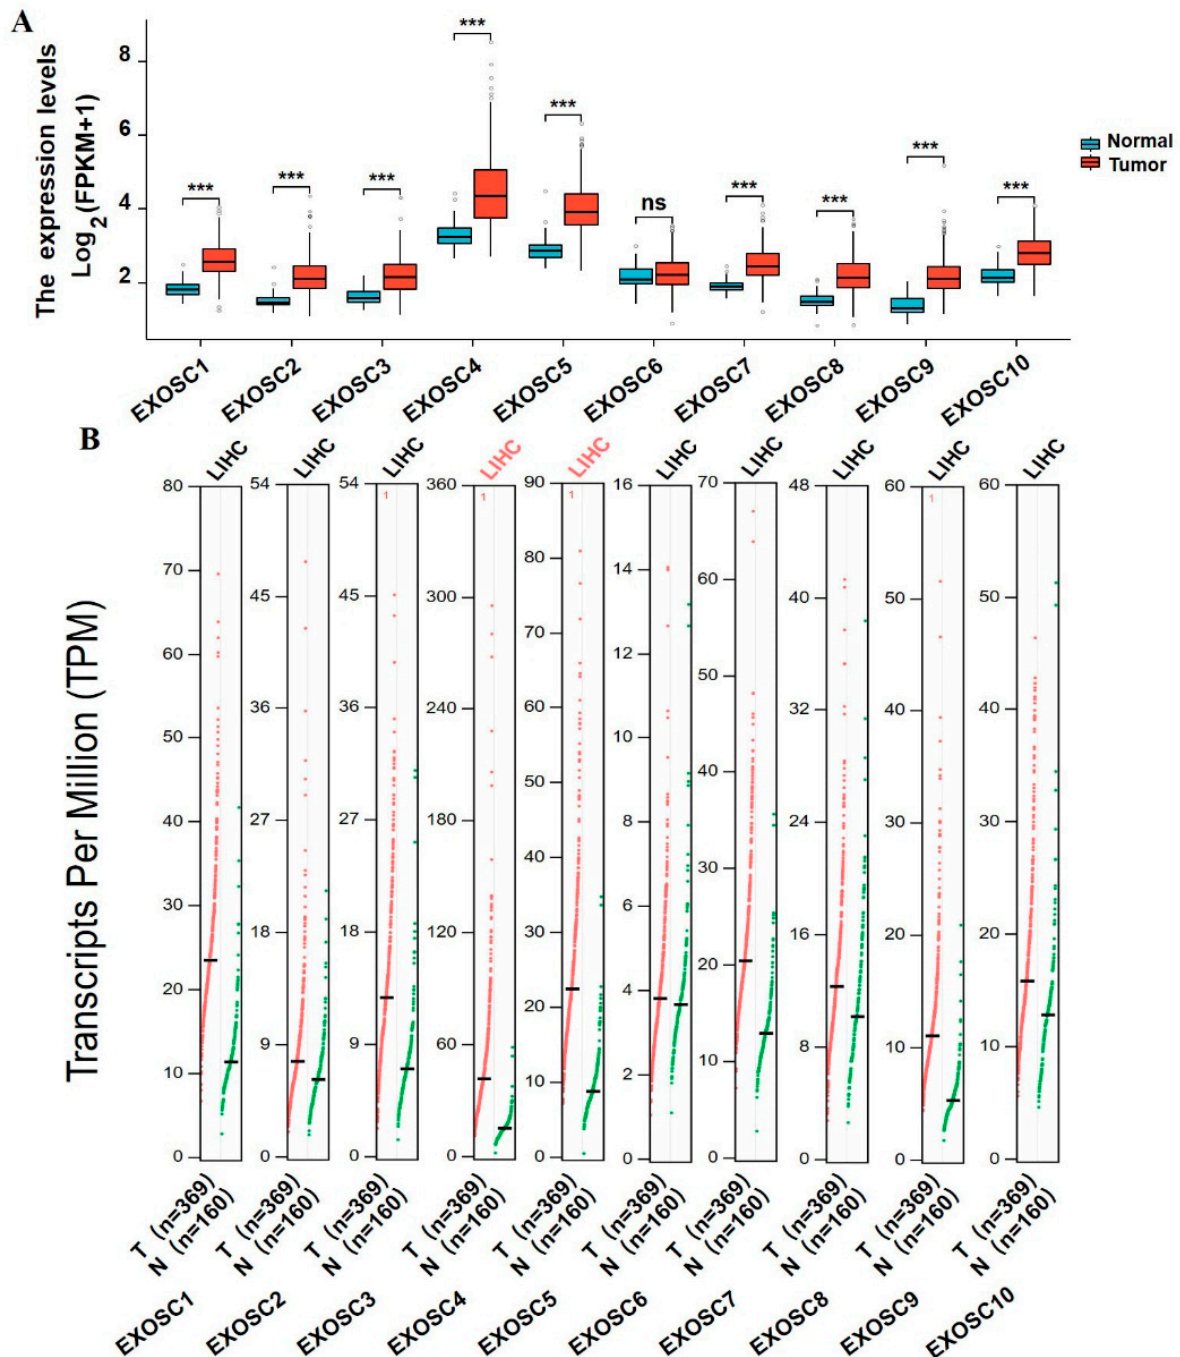 A
The expression levels
Log2(FPKM+1)
8
6
4
2
***
***
***
***
***
ns
***
***
***
***
Normal
Tumor
EXOSC1
EXOSC2
EXOSC3
EXOSC4
EXOSC5
EXOSC6
EXOSC7
EXOSC8
EXOSC9
EXOSC10
B
Transcripts Per Million (TPM)
LIHC
80
70
60
50
40
30
20
10
0
T (n=369)
N (n=160)
EXOSC1
LIHC
54
45
36
27
18
9
0
T (n=369)
N (n=160)
EXOSC2
LIHC
54
45
36
27
18
9
0
1
T (n=369)
N (n=160)
EXOSC3
LIHC
360
300
240
180
120
60
0
1
T (n=369)
N (n=160)
EXOSC4
LIHC
90
80
70
60
50
40
30
20
10
0
1
T (n=369)
N (n=160)
EXOSC5
LIHC
16
14
12
10
8
6
4
2
0
T (n=369)
N (n=160)
EXOSC6
LIHC
70
60
50
40
30
20
10
0
T (n=369)
N (n=160)
EXOSC7
LIHC
48
40
32
24
16
8
0
T (n=369)
N (n=160)
EXOSC8
LIHC
60
50
40
30
20
10
0
1
T (n=369)
N (n=160)
EXOSC9
LIHC
60
50
40
30
20
10
0
T (n=369)
N (n=160)
EXOSC10